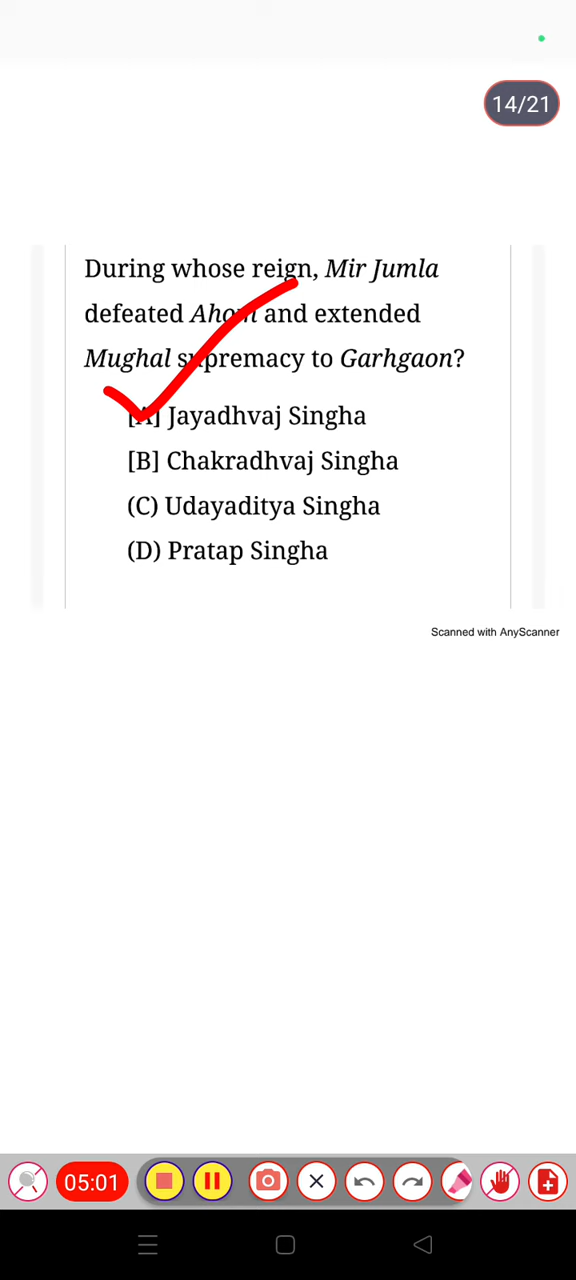 14/21
During whose reign, Mir Jumla
defeated Ahom and extended
Mughal supremacy to Garhgaon?
[A] Jayadhvaj Singha
[B] Chakradhvaj Singha
(C) Udayaditya Singha
(D) Pratap Singha
Scanned with AnyScanner
05:01